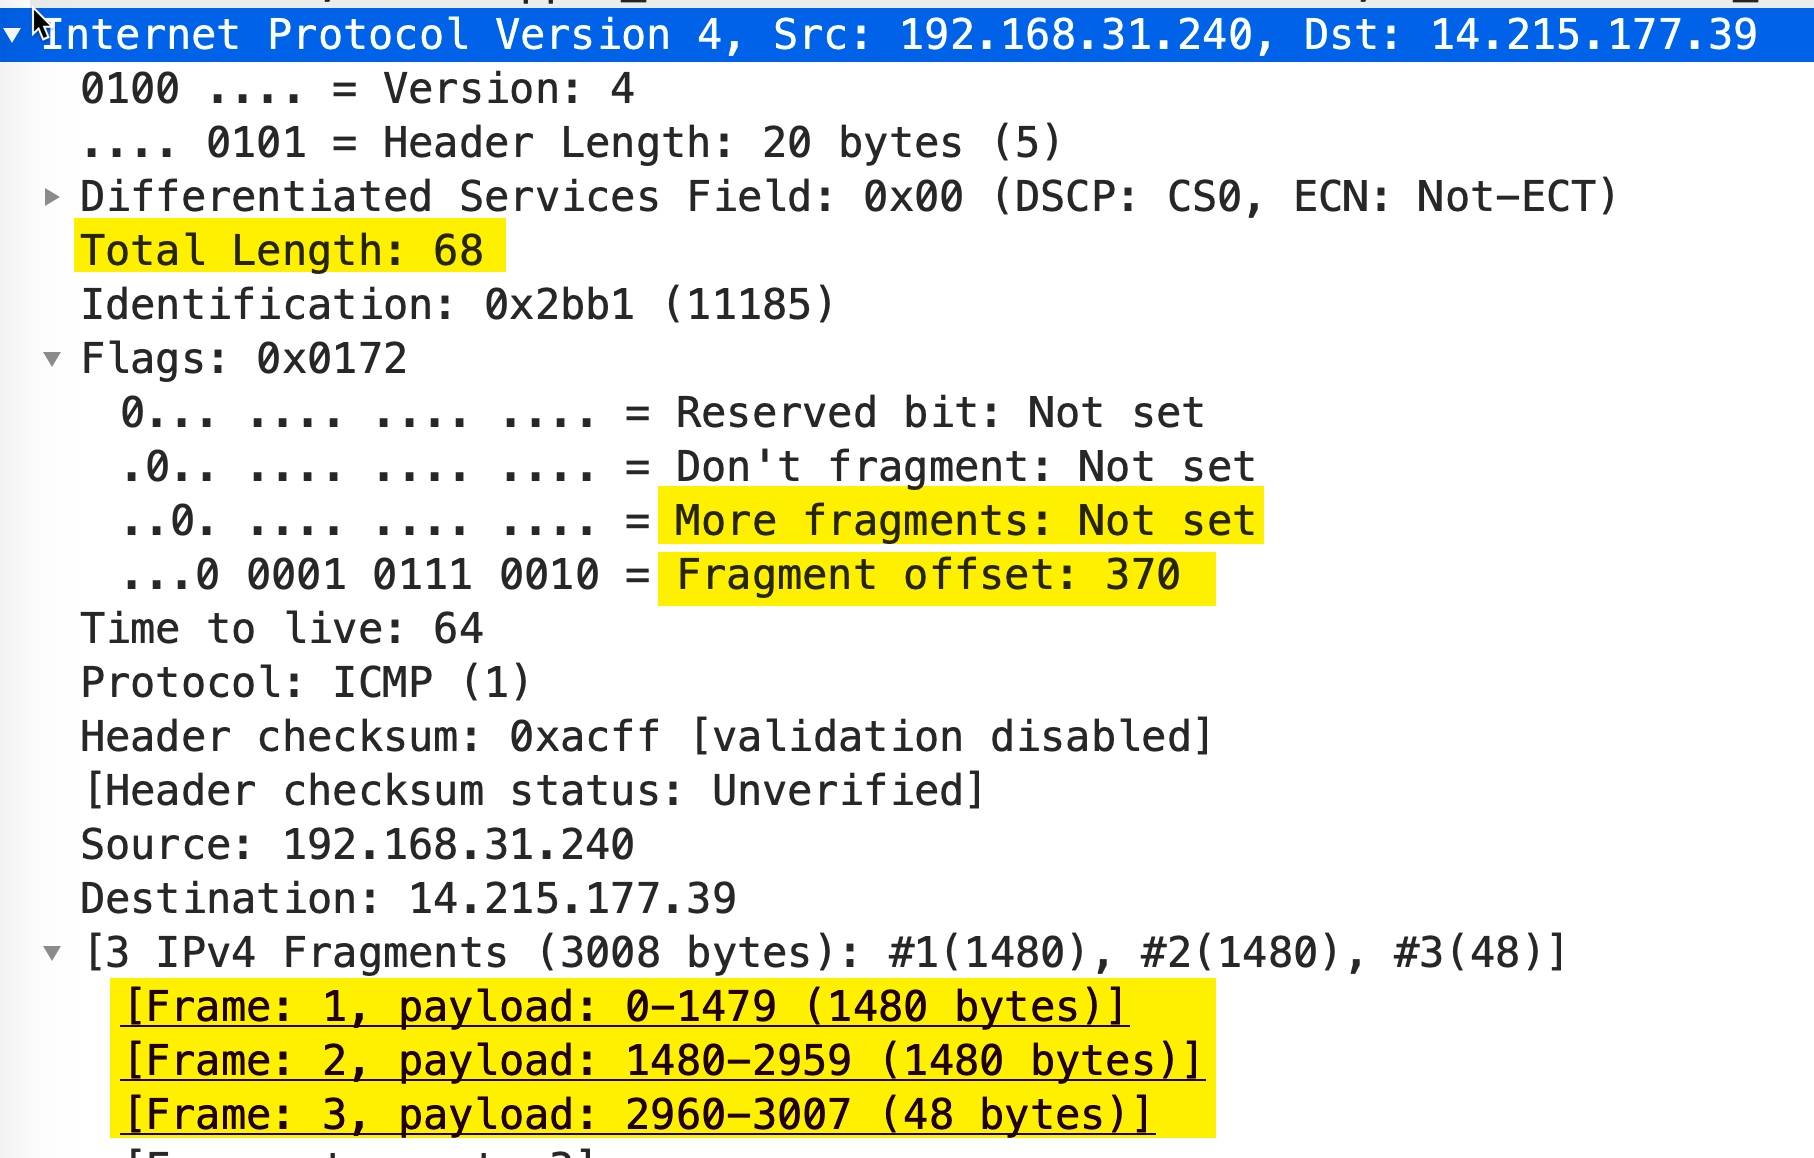 Internet Protocol Version 4, Src: 192.168.31.240, Dst: 14.215.177.39
0100 .... = Version: 4
.... 0101 = Header Length: 20 bytes (5)
Differentiated Services Field: 0x00 (DSCP: CS0, ECN: Not-ECT)
Total Length: 68
Identification: 0x2bb1 (11185)
Flags: 0x0172
0... .... .... .... = Reserved bit: Not set
.0.. .... .... .... = Don't fragment: Not set
..0. .... .... .... = More fragments: Not set
...0 0001 0111 0010 = Fragment offset: 370
Time to live: 64
Protocol: ICMP (1)
Header checksum: 0xacff [validation disabled]
[Header checksum status: Unverified]
Source: 192.168.31.240
Destination: 14.215.177.39
[3 IPv4 Fragments (3008 bytes): #1(1480), #2(1480), #3(48)]
[Frame: 1, payload: 0-1479 (1480 bytes)]
[Frame: 2, payload: 1480-2959 (1480 bytes)]
[Frame: 3, payload: 2960-3007 (48 bytes)]